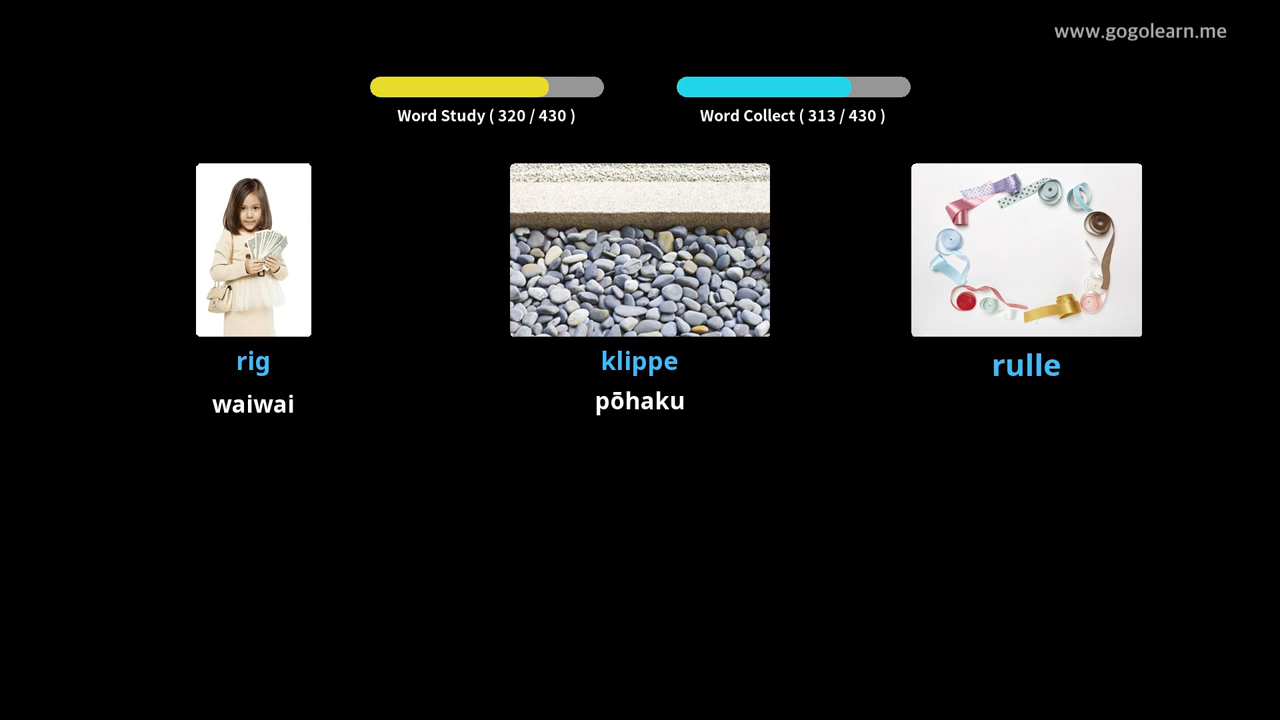 www.gogolearn.me
Word Study ( 320 / 430 )
Word Collect ( 313 / 430 )
rig
waiwai
klippe
pōhaku
rulle